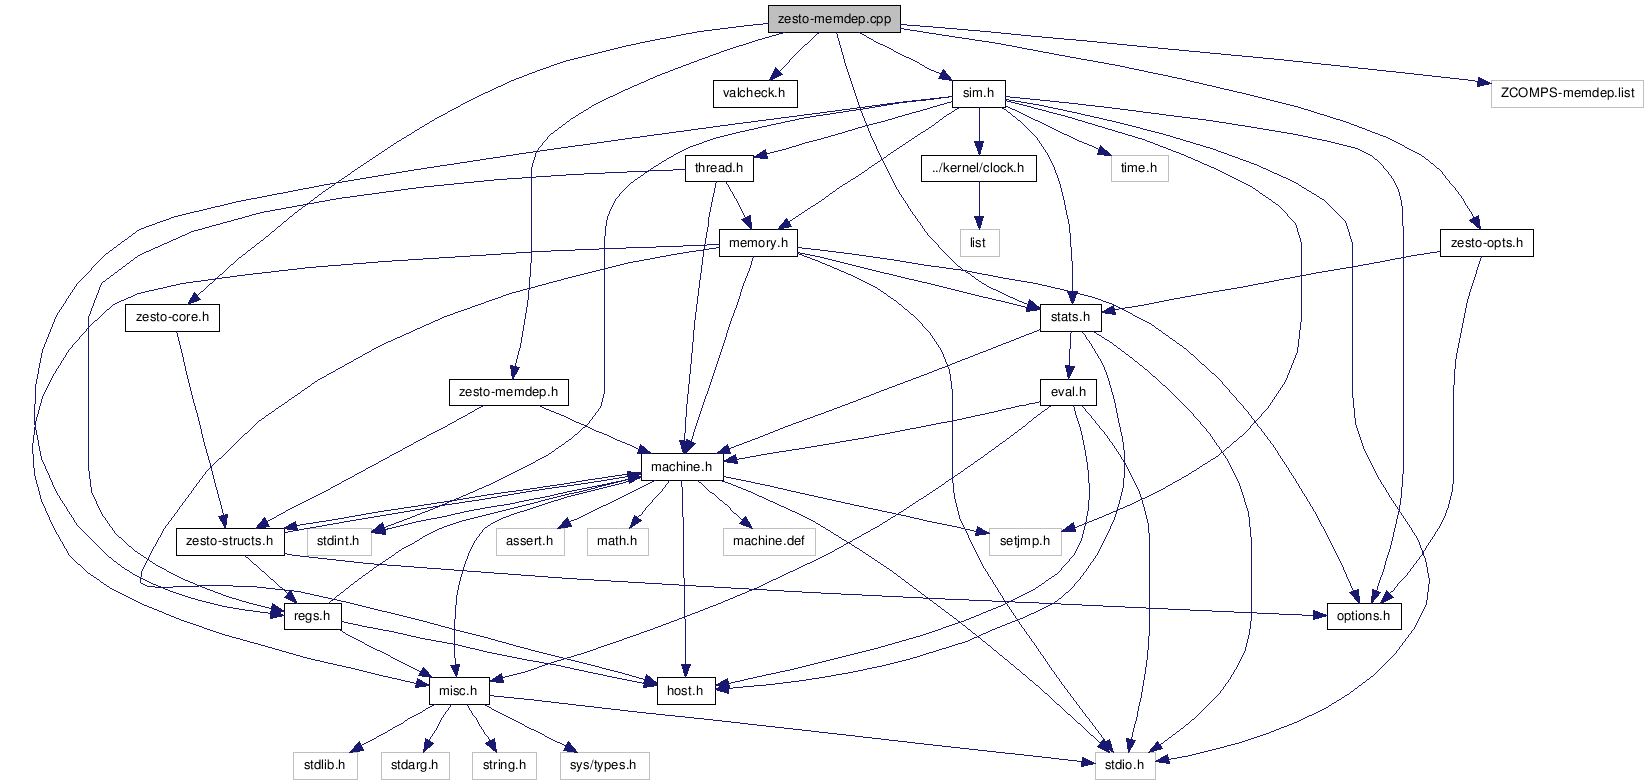 zesto-memdep.cpp
valcheck.h
sim.h
ZCOMPS-memdep.list
thread.h
../kernel/clock.h
time.h
memory.h
list
zesto-opts.h
zesto-core.h
stats.h
zesto-memdep.h
eval.h
machine.h
zesto-structs.h
stdint.h
assert.h
math.h
machine.def
setjmp.h
regs.h
options.h
misc.h
host.h
stdlib.h
stdarg.h
string.h
sys/types.h
stdio.h